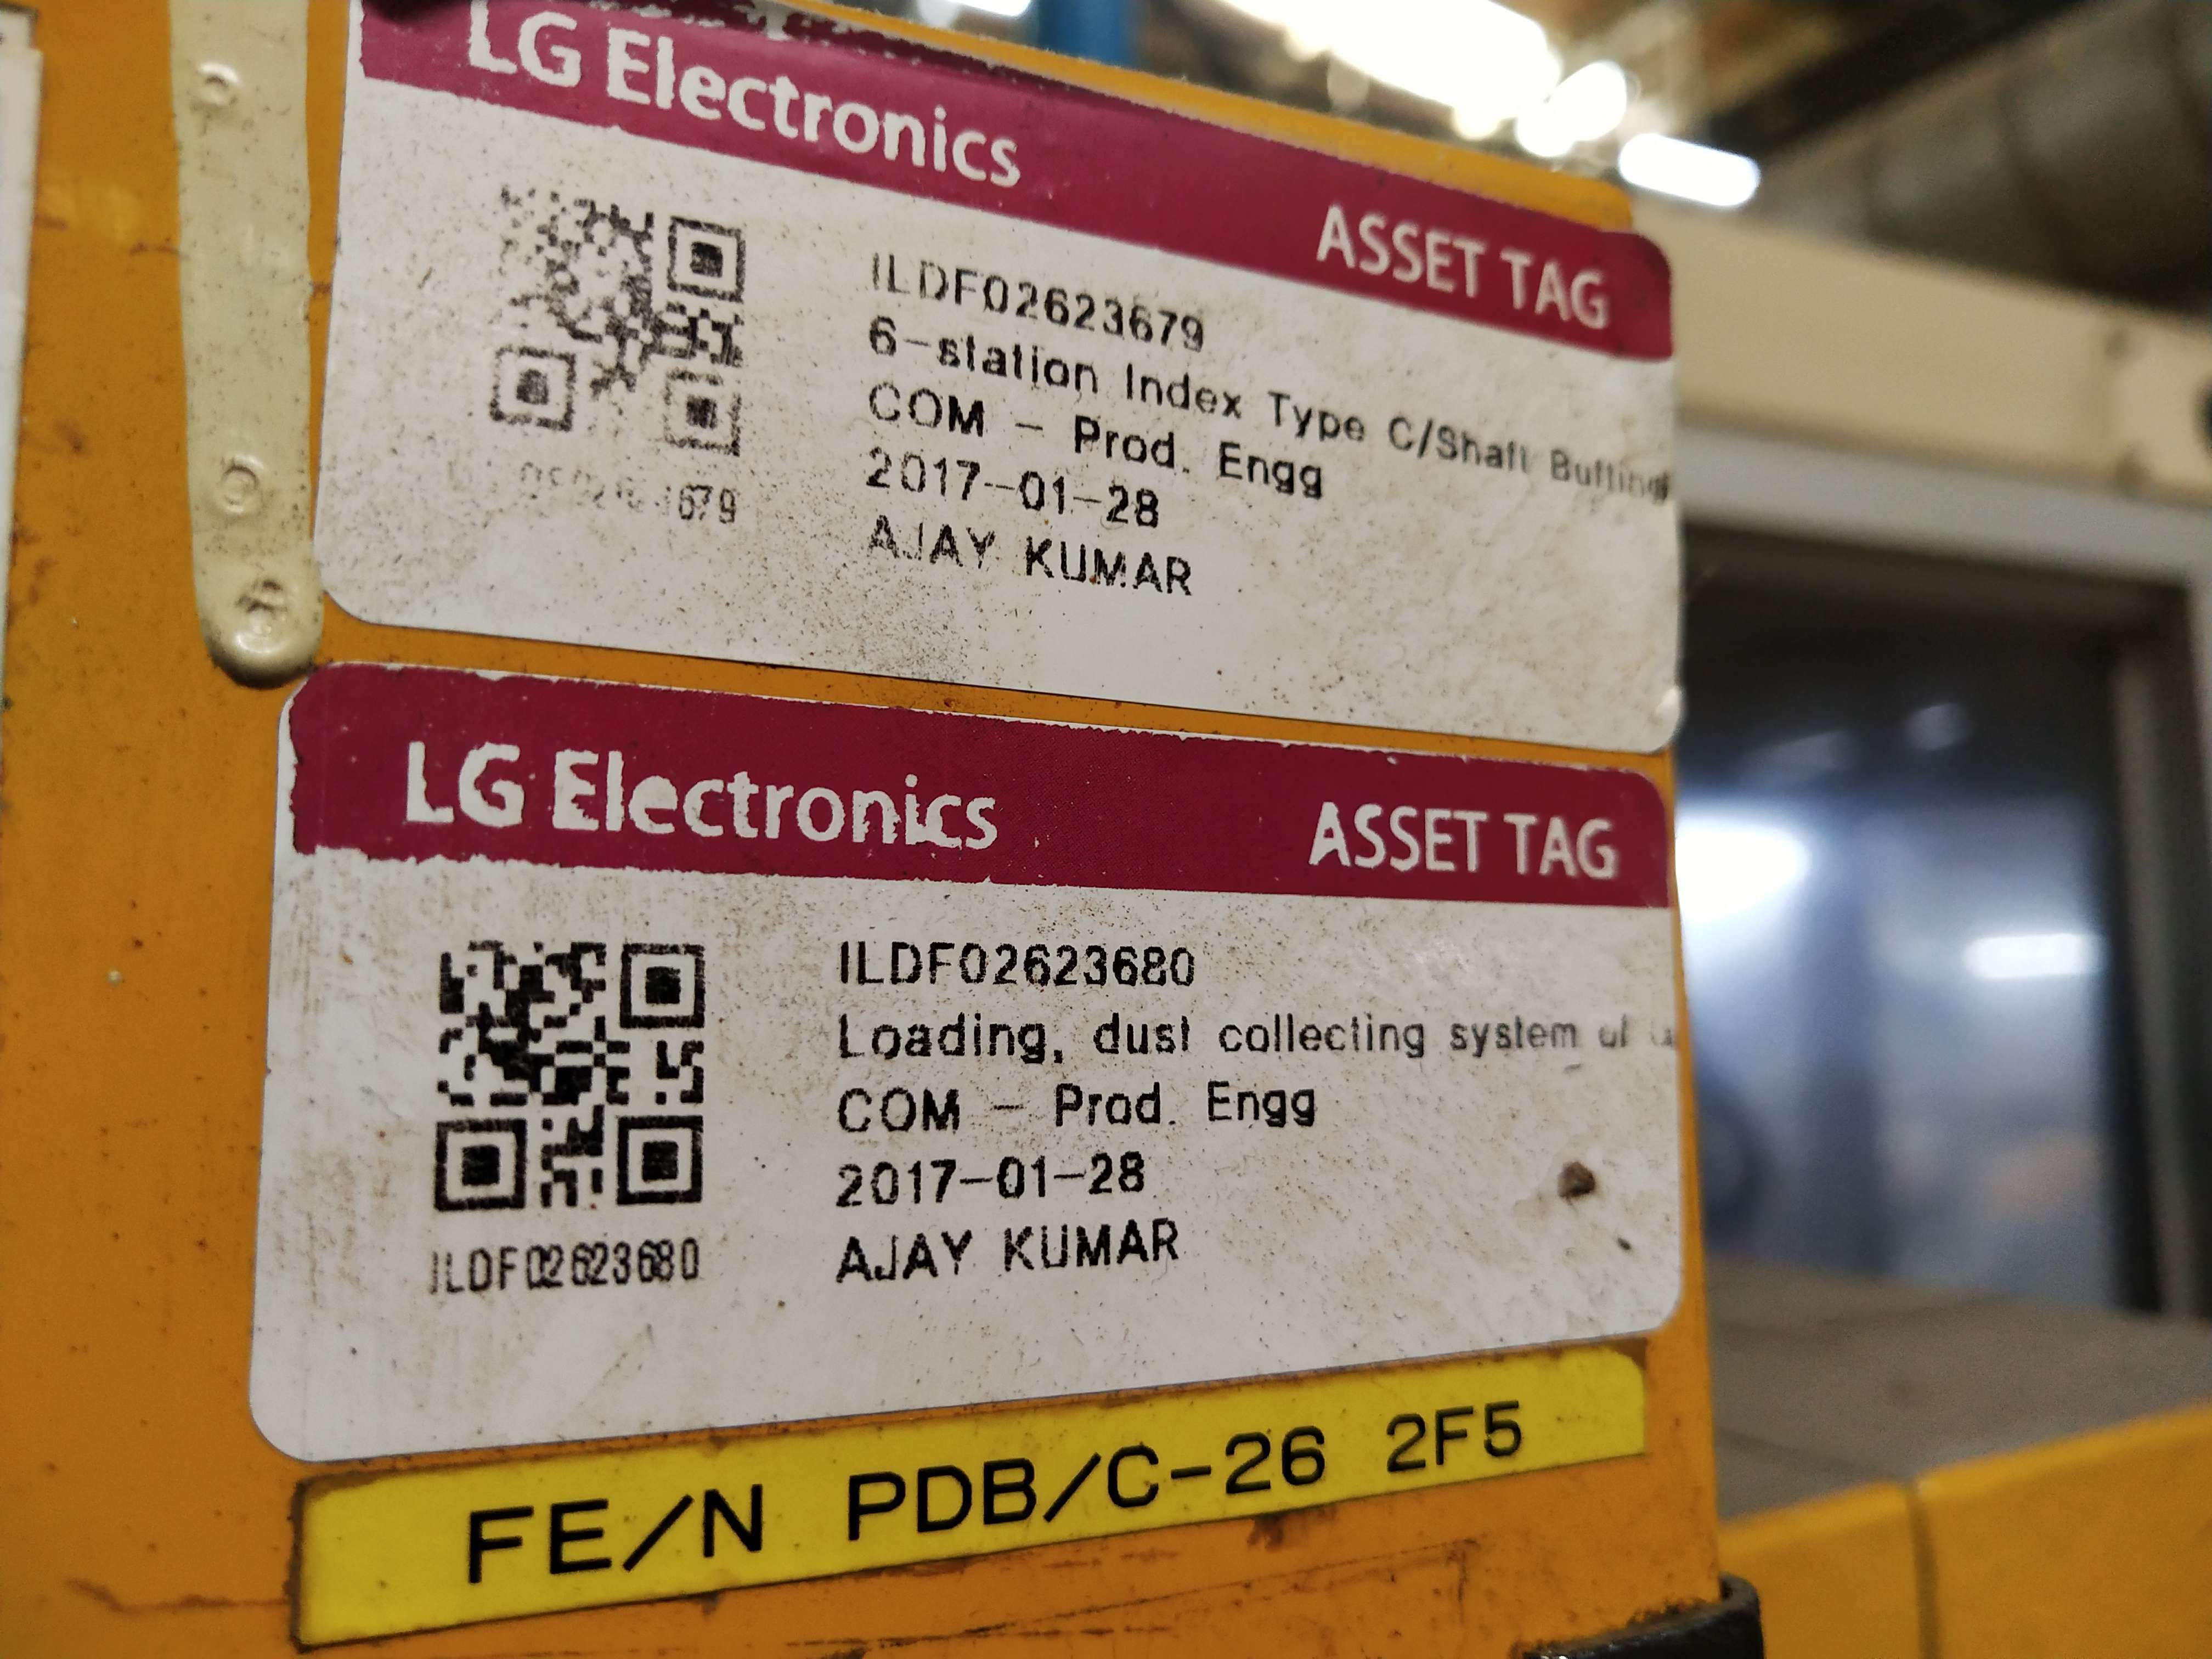 LG Electronics
ASSET TAG
ILDF02623679
6-station Index Type C/Shaft Buffing
COM - Prod. Engg
2017-01-28
AJAY KUMAR
LG Electronics
ASSET TAG
ILDF02623680
Loading, dust collecting system of
COM - Prod. Engg
2017-01-28
AJAY KUMAR
ILDF02623680
FE/N PDB/C-26 2F5